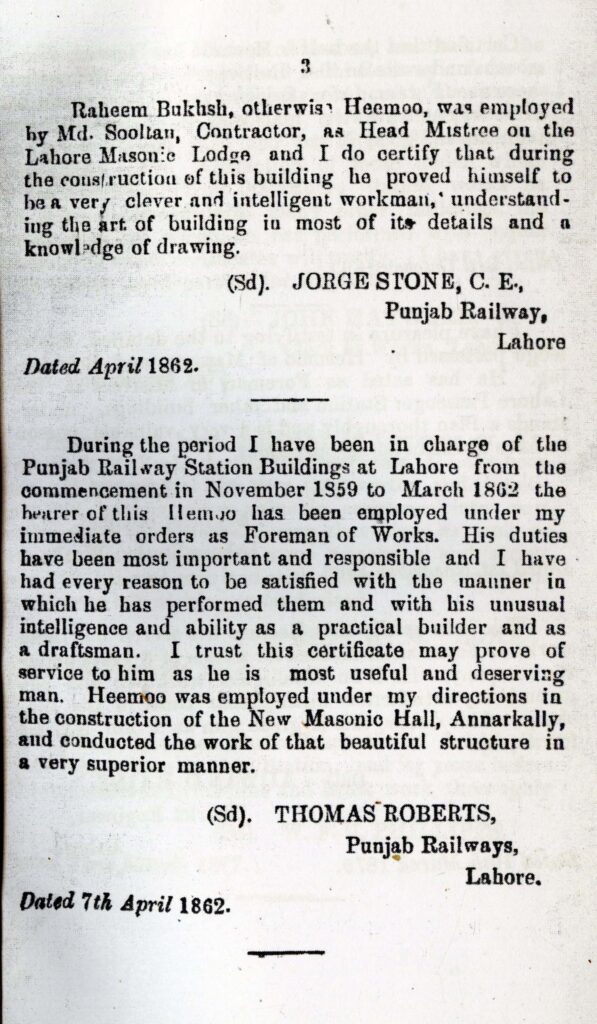 3
Raheem Bukhsh, otherwise Heemoo, was employed
by Md. Sooltan, Contractor, as Head Mistree on the
Lahore Masonic Lodge and I do certify that during
the construction of this building he proved himself to
be a very clever and intelligent workman, understand-
ing the art of building in most of its details and a
knowledge of drawing.
(Sd). JORGE STONE, C. E.,
Punjab Railway,
Lahore
Dated April 1862.
During the period I have been in charge of the
Punjab Railway Station Buildings at Lahore from the
commencement in November 1859 to March 1862 the
bearer of this Hemoo has been employed under my
immediate orders as Foreman of Works. His duties
have been most important and responsible and I have
had every reason to be satisfied with the manner in
which he has performed them and with his unusual
intelligence and ability as a practical builder and as
a draftsman. I trust this certificate may prove of
service to him as he is most useful and deserving
man. Heemoo was employed under my directions in
the construction of the New Masonic Hall, Annarkally,
and conducted the work of that beautiful structure in
a very superior manner.
(Sd). THOMAS ROBERTS,
Punjab Railways,
Lahore.
Dated 7th April 1862.